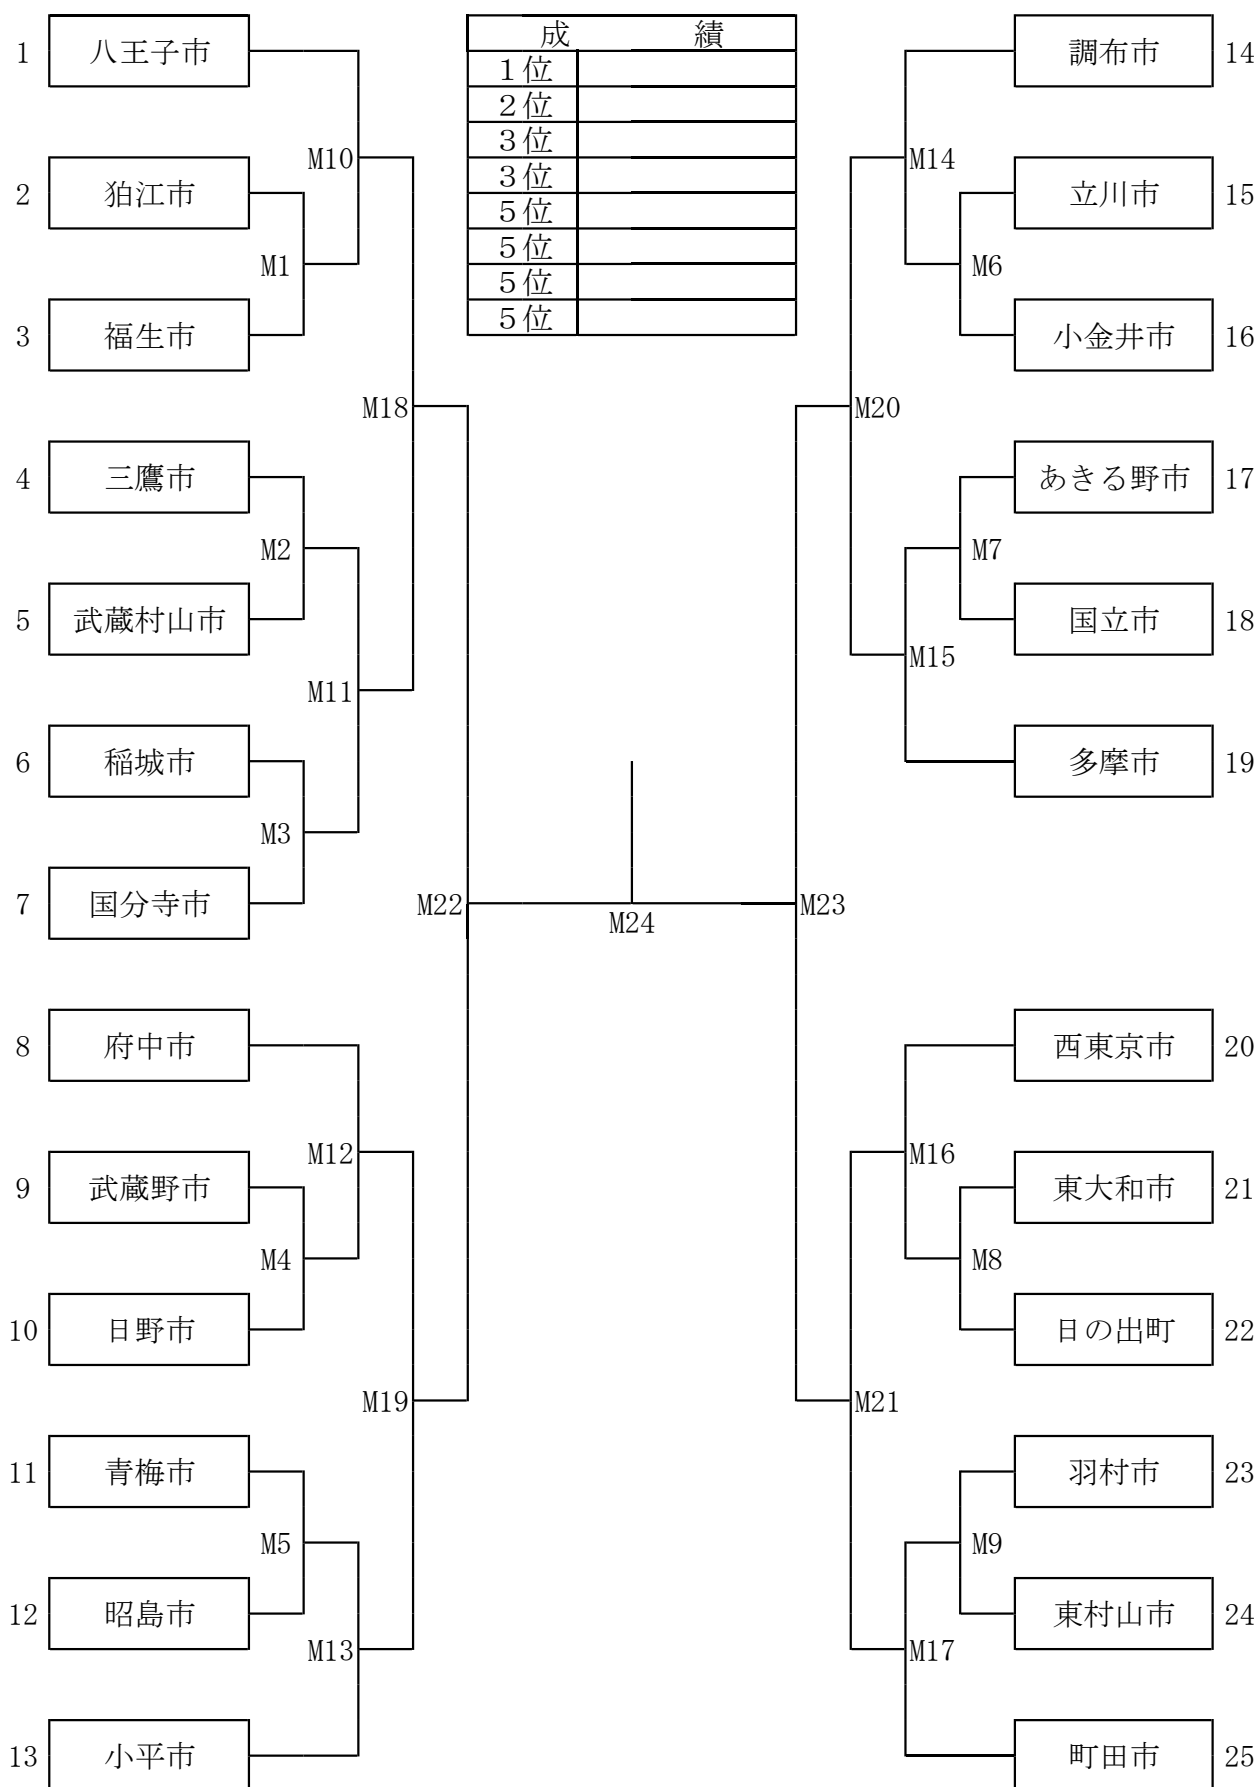 成 績
1位
2位
3位
3位
5位
5位
5位
5位
1 八王子市
M10
2 狛江市
M1
3 福生市
M18
4 三鷹市
M2
5 武蔵村山市
M11
6 稲城市
M3
7 国分寺市
M22
8 府中市
M12
9 武蔵野市
M4
10 日野市
M19
11 青梅市
M5
12 昭島市
M13
13 小平市
M24
調布市 14
M14
立川市 15
M6
小金井市 16
M20
あきる野市 17
M7
国立市 18
M15
多摩市 19
M23
西東京市 20
M16
東大和市 21
M8
日の出町 22
M21
羽村市 23
M9
東村山市 24
M17
町田市 25